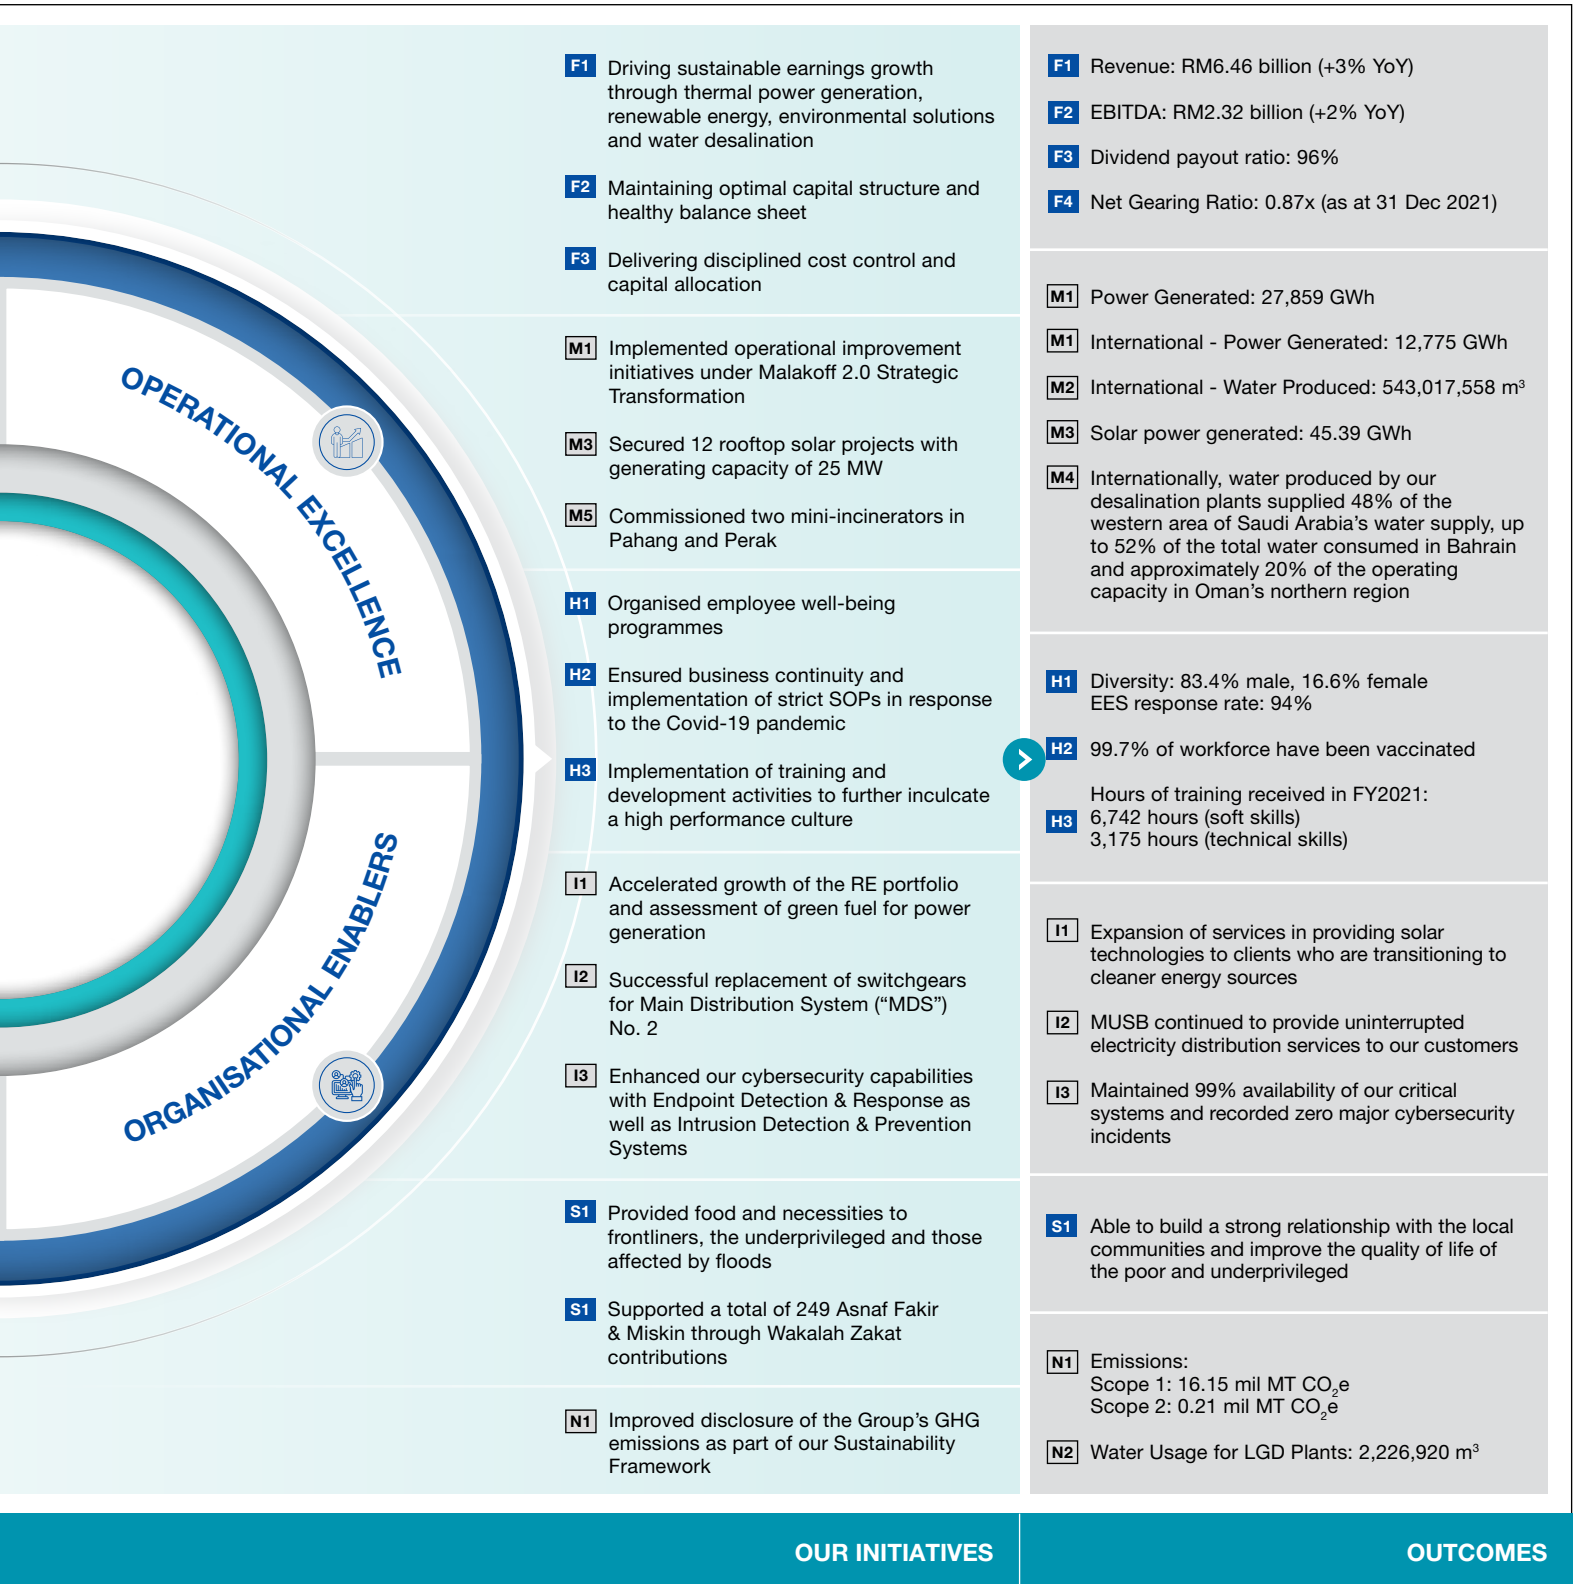 OPERATIONAL EXCELLENCE
ORGANISATIONAL ENABLERS
F1 Driving sustainable earnings growth
through thermal power generation,
renewable energy, environmental solutions
and water desalination
F2 Maintaining optimal capital structure and
healthy balance sheet
F3 Delivering disciplined cost control and
capital allocation
M1 Implemented operational improvement
initiatives under Malakoff 2.0 Strategic
Transformation
M3 Secured 12 rooftop solar projects with
generating capacity of 25 MW
M5 Commissioned two mini-incinerators in
Pahang and Perak
H1 Organised employee well-being
programmes
H2 Ensured business continuity and
implementation of strict SOPs in response
to the Covid-19 pandemic
H3 Implementation of training and
development activities to further inculcate
a high performance culture
I1 Accelerated growth of the RE portfolio
and assessment of green fuel for power
generation
I2 Successful replacement of switchgears
for Main Distribution System (“MDS”)
No. 2
I3 Enhanced our cybersecurity capabilities
with Endpoint Detection & Response as
well as Intrusion Detection & Prevention
Systems
S1 Provided food and necessities to
frontliners, the underprivileged and those
affected by floods
S1 Supported a total of 249 Asnaf Fakir
& Miskin through Wakalah Zakat
contributions
N1 Improved disclosure of the Group’s GHG
emissions as part of our Sustainability
Framework
OUR INITIATIVES
F1 Revenue: RM6.46 billion (+3% YoY)
F2 EBITDA: RM2.32 billion (+2% YoY)
F3 Dividend payout ratio: 96%
F4 Net Gearing Ratio: 0.87x (as at 31 Dec 2021)
M1 Power Generated: 27,859 GWh
M1 International - Power Generated: 12,775 GWh
M2 International - Water Produced: 543,017,558 m³
M3 Solar power generated: 45.39 GWh
M4 Internationally, water produced by our
desalination plants supplied 48% of the
western area of Saudi Arabia’s water supply, up
to 52% of the total water consumed in Bahrain
and approximately 20% of the operating
capacity in Oman’s northern region
H1 Diversity: 83.4% male, 16.6% female
EES response rate: 94%
H2 99.7% of workforce have been vaccinated
Hours of training received in FY2021:
H3 6,742 hours (soft skills)
3,175 hours (technical skills)
I1 Expansion of services in providing solar
technologies to clients who are transitioning to
cleaner energy sources
I2 MUSB continued to provide uninterrupted
electricity distribution services to our customers
I3 Maintained 99% availability of our critical
systems and recorded zero major cybersecurity
incidents
S1 Able to build a strong relationship with the local
communities and improve the quality of life of
the poor and underprivileged
N1 Emissions:
Scope 1: 16.15 mil MT CO₂e
Scope 2: 0.21 mil MT CO₂e
N2 Water Usage for LGD Plants: 2,226,920 m³
OUTCOMES